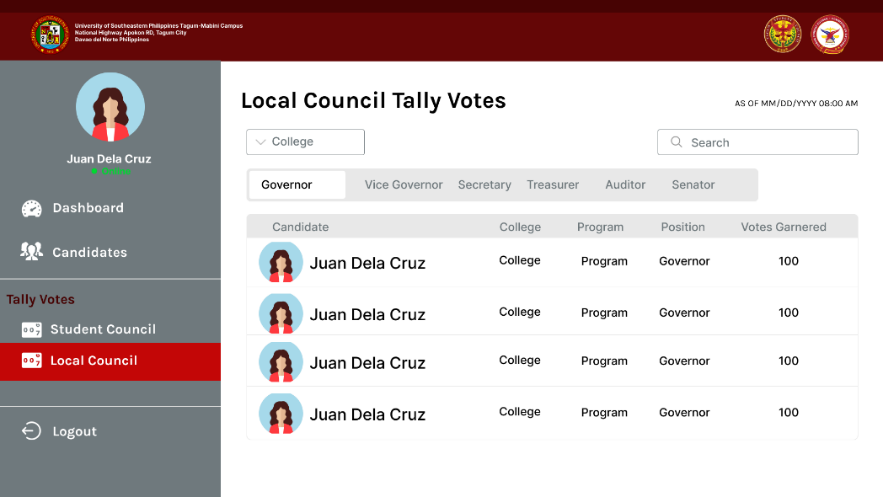 University of Southeastern Philippines Tagum-Mabini Campus
National Highway Apokon RD, Tagum City
Davao del Norte Philippines
Juan Dela Cruz
Online
Dashboard
Candidates
Tally Votes
Student Council
Local Council
Logout
Local Council Tally Votes
AS OF MM/DD/YYYY 08:00 AM
College
Search
Governor Vice Governor Secretary Treasurer Auditor Senator
Candidate College Program Position Votes Garnered
Juan Dela Cruz College Program Governor 100
Juan Dela Cruz College Program Governor 100
Juan Dela Cruz College Program Governor 100
Juan Dela Cruz College Program Governor 100